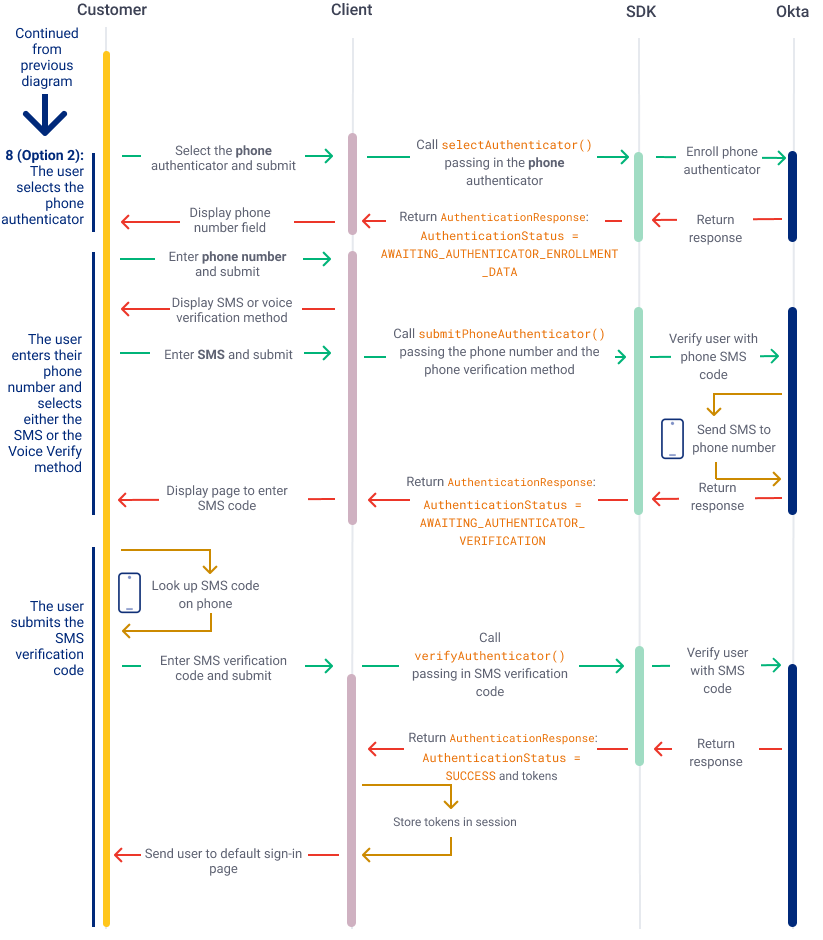 Customer
Client
SDK
Okta
Continued
from
previous
diagram
8 (Option 2):
The user
selects the
phone
authenticator
Select the phone
authenticator and submit
Call selectAuthenticator()
passing in the phone
authenticator
Enroll phone
authenticator
Display phone
number field
Return AuthenticationResponse:
AuthenticationStatus =
AWAITING_AUTHENTICATOR_ENROLLMENT
_DATA
Return
response
The user
enters their
phone
number and
selects
either the
SMS or the
Voice Verify
method
Enter phone number
and submit
Display SMS or voice
verification method
Enter SMS and submit
Call submitPhoneAuthenticator()
passing the phone number and the
phone verification method
Verify user with
phone SMS
code
Send SMS to
phone number
Display page to enter
SMS code
Return AuthenticationResponse:
AuthenticationStatus =
AWAITING_AUTHENTICATOR_
VERIFICATION
Return
response
The user
submits the
SMS
verification
code
Look up SMS code
on phone
Enter SMS verification
code and submit
Call
verifyAuthenticator()
passing in SMS verification
code
Verify user
with SMS
code
Return AuthenticationResponse:
AuthenticationStatus =
SUCCESS and tokens
Return
response
Store tokens in session
Send user to default sign-in
page